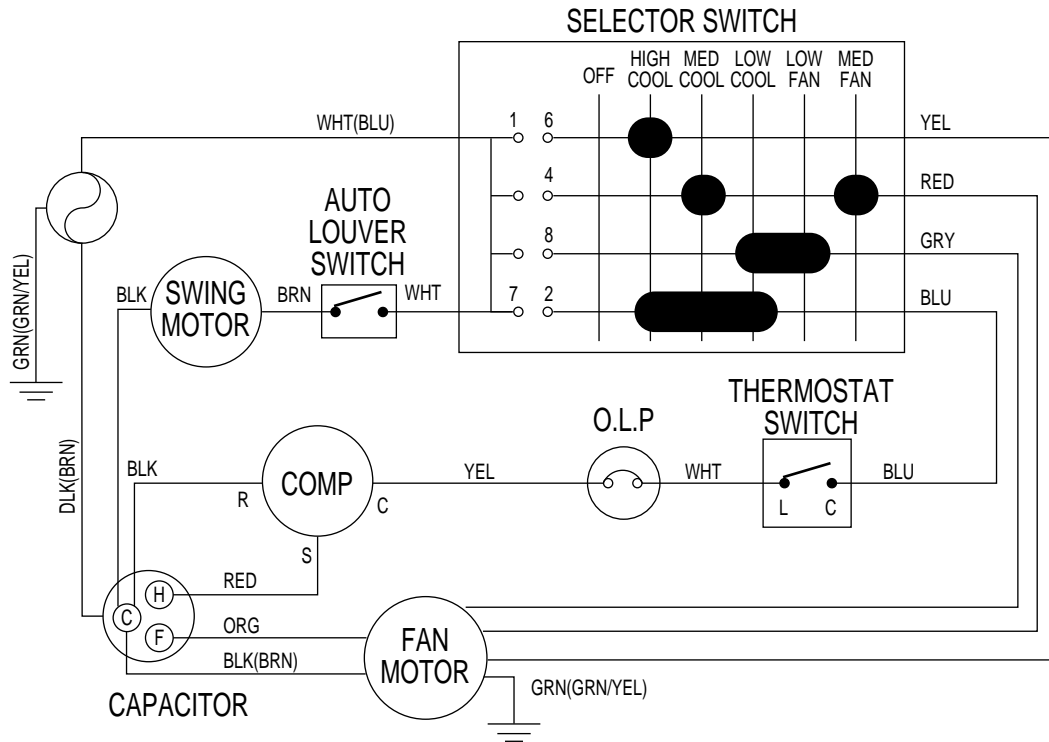 SELECTOR SWITCH
OFF
HIGH COOL
MED COOL
LOW COOL
LOW FAN
MED FAN
WHT(BLU)
1
6
YEL
4
RED
8
GRY
7
2
BLU
AUTO
LOUVER
SWITCH
GRN(GRN/YEL)
BLK
SWING
MOTOR
BRN
WHT
THERMOSTAT
SWITCH
O.L.P
DLK(BRN)
BLK
R
COMP
C
YEL
WHT
L
C
BLU
S
H
RED
C
F
ORG
BLK(BRN)
FAN
MOTOR
GRN(GRN/YEL)
CAPACITOR